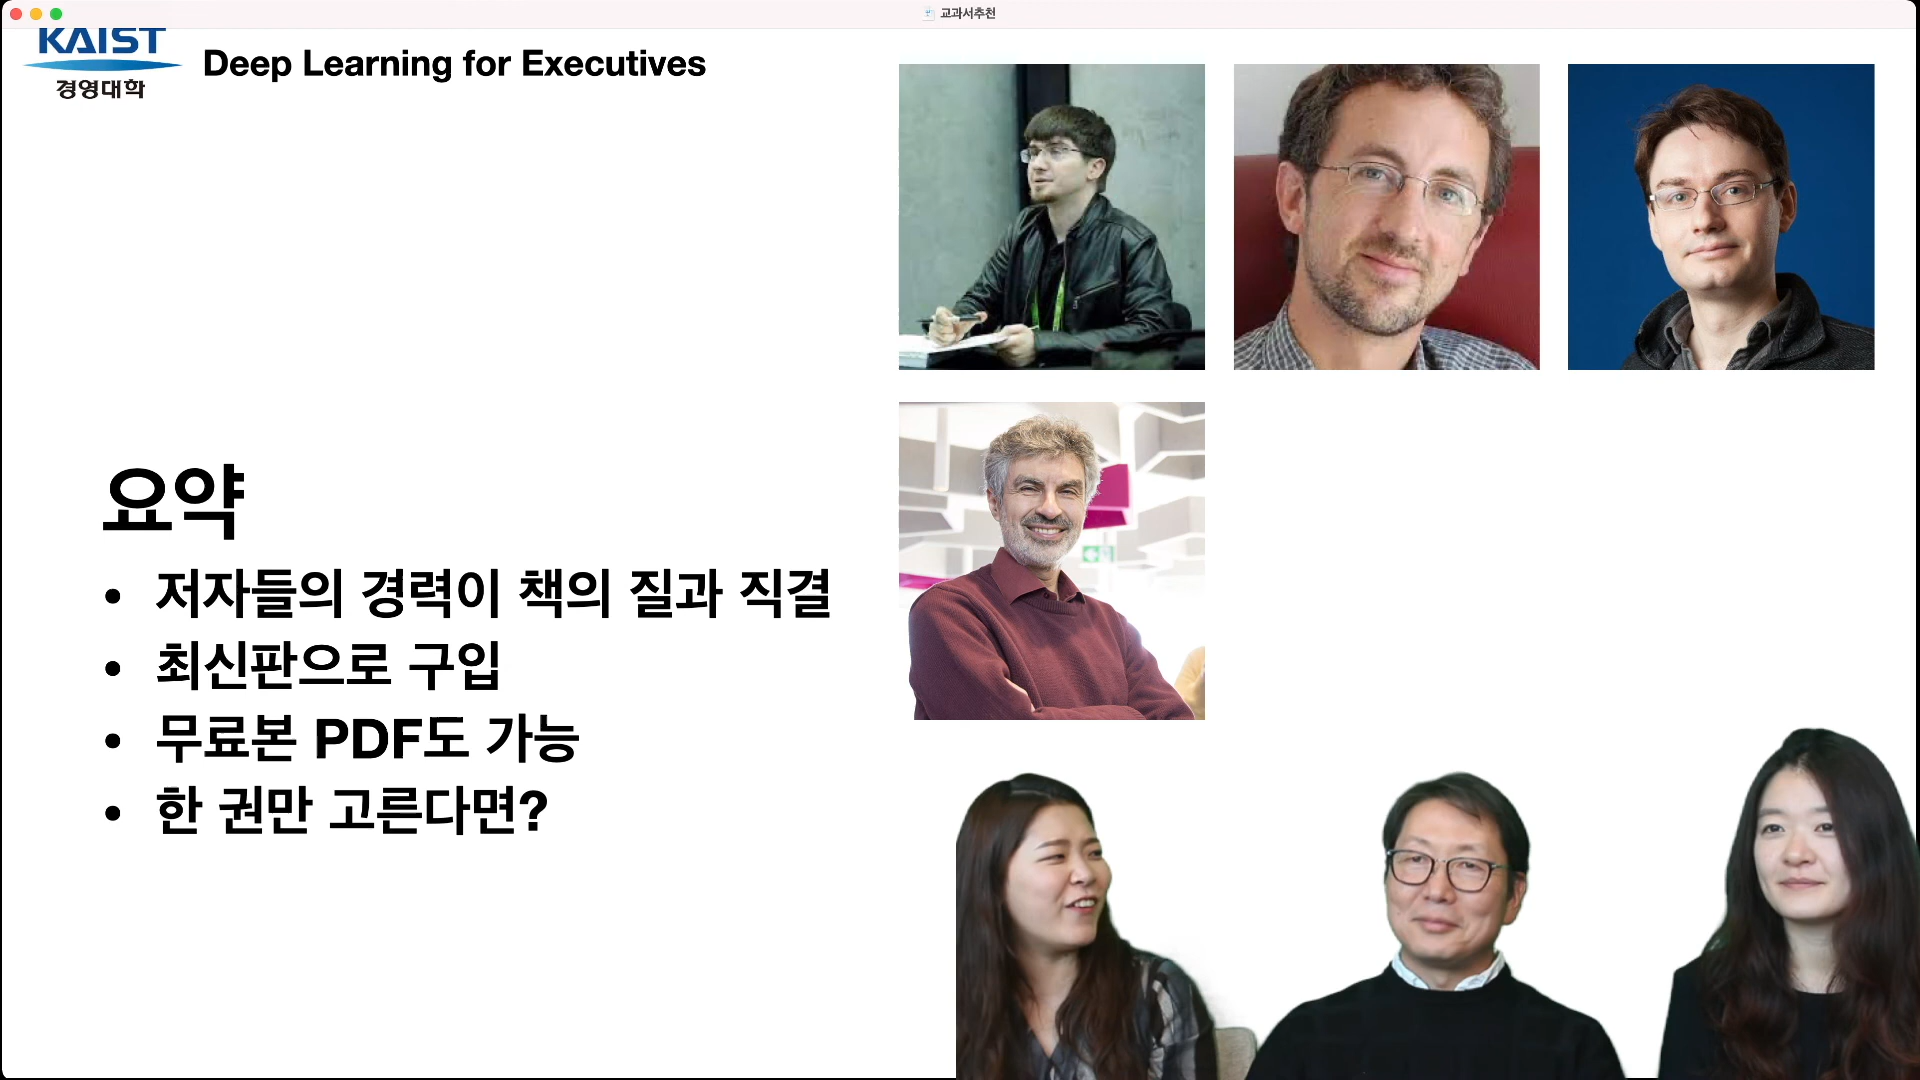 교과서추천
KAIST
경영대학
Deep Learning for Executives
요약
• 저자들의 경력이 책의 질과 직결
• 최신판으로 구입
• 무료본 PDF도 가능
• 한 권만 고른다면?